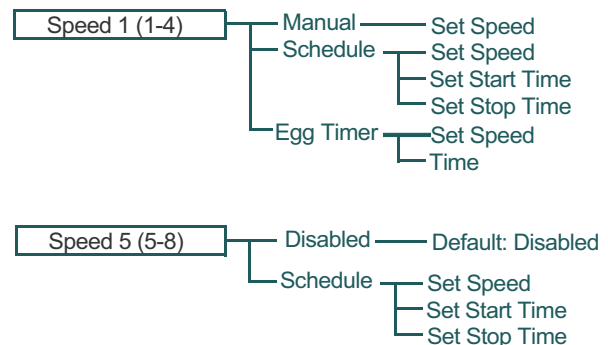 Speed 1 (1-4)
Manual
Set Speed
Schedule
Set Speed
Set Start Time
Set Stop Time
Egg Timer
Set Speed
Time
Speed 5 (5-8)
Disabled
Default: Disabled
Schedule
Set Speed
Set Start Time
Set Stop Time